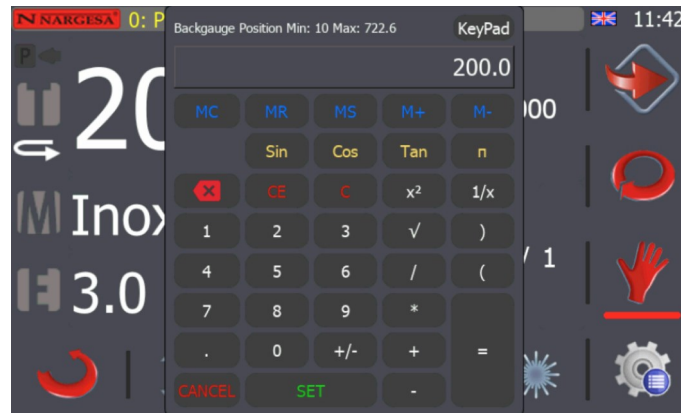 NARGESA 0: P
11:42
P
20
M Inox
3.0
000
/ 1
Backgauge Position Min: 10 Max: 722.6 KeyPad
200.0
MC MR MS M+ M-
Sin Cos Tan π
CE C x² 1/x
1 2 3 √ )
4 5 6 / (
7 8 9 *
. 0 +/- + =
CANCEL SET -